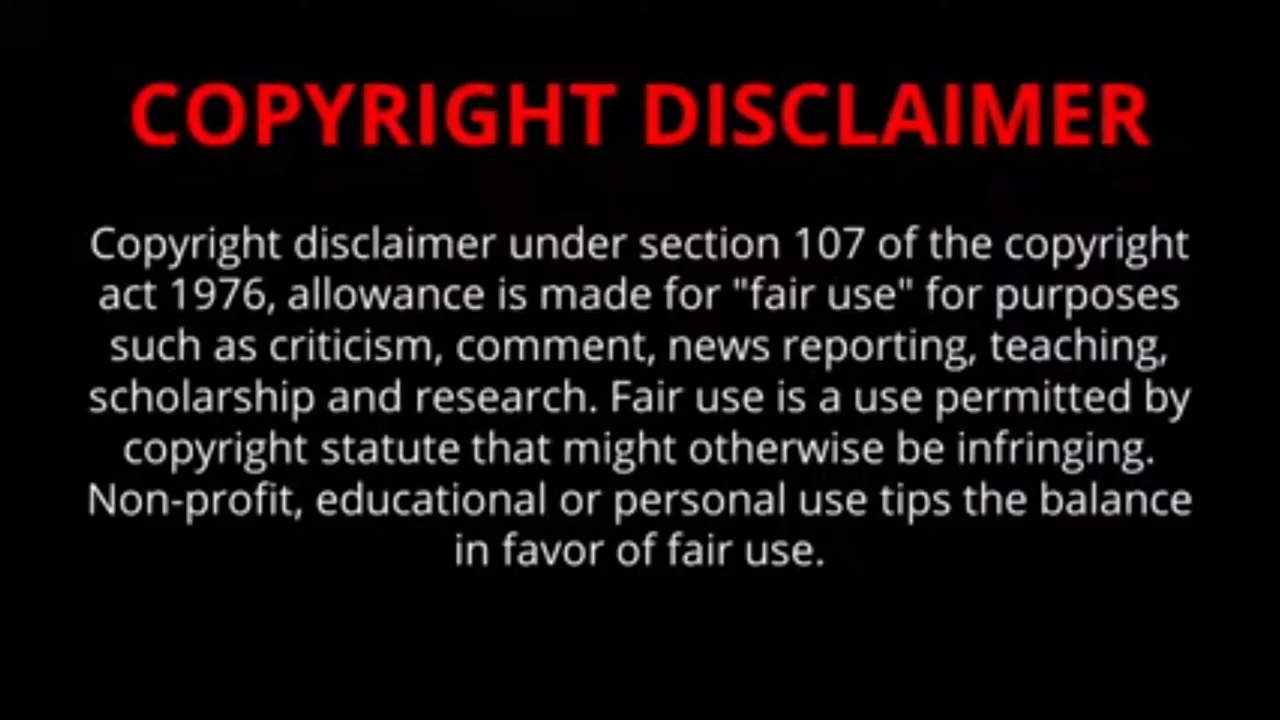 COPYRIGHT DISCLAIMER
Copyright disclaimer under section 107 of the copyright
act 1976, allowance is made for "fair use" for purposes
such as criticism, comment, news reporting, teaching,
scholarship and research. Fair use is a use permitted by
copyright statute that might otherwise be infringing.
Non-profit, educational or personal use tips the balance
in favor of fair use.